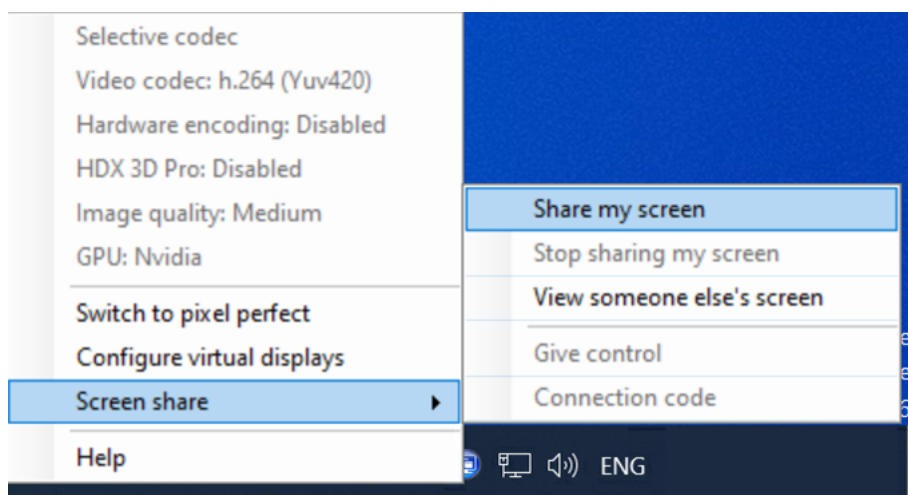 Selective codec
Video codec: h.264 (Yuv420)
Hardware encoding: Disabled
HDX 3D Pro: Disabled
Image quality: Medium
GPU: Nvidia
Switch to pixel perfect
Configure virtual displays
Screen share
Help
Share my screen
Stop sharing my screen
View someone else's screen
Give control
Connection code
ENG